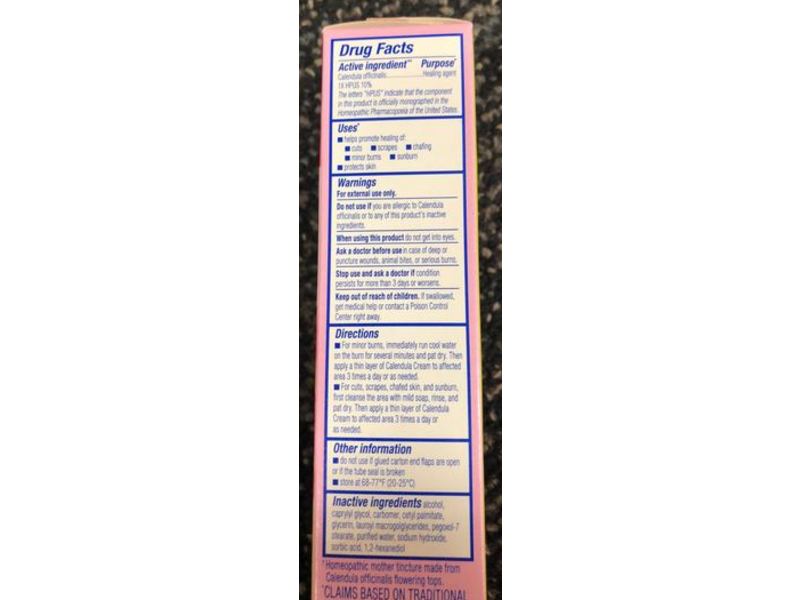 Drug Facts
Active ingredient** Purpose*
Calendula officinalis Healing agent
1X HPUS 10%
The letters "HPUS" indicate that the component
in this product is officially monographed in the
Homeopathic Pharmacopoeia of the United States.
Uses*
■ helps promote healing of:
■ cuts ■ scrapes ■ chafing
■ minor burns ■ sunburn
■ protects skin
Warnings
For external use only.
Do not use if you are allergic to Calendula
officinalis or to any of this product's inactive
ingredients.
When using this product do not get into eyes.
Ask a doctor before use in case of deep or
puncture wounds, animal bites, or serious burns.
Stop use and ask a doctor if condition
persists for more than 3 days or worsens.
Keep out of reach of children. If swallowed,
get medical help or contact a Poison Control
Center right away.
Directions
■ For minor burns, immediately run cool water
on the burn for several minutes and pat dry. Then
apply a thin layer of Calendula Cream to affected
area 3 times a day or as needed.
■ For cuts, scrapes, chafed skin, and sunburn,
first cleanse the area with mild soap, rinse, and
pat dry. Then apply a thin layer of Calendula
Cream to affected area 3 times a day or
as needed.
Other information
■ do not use if glued carton end flaps are open
or if the tube seal is broken
■ store at 68-77°F (20-25°C)
Inactive ingredients alcohol,
caprylyl glycol, carbomer, cetyl palmitate,
glycerin, lauroyl macrogolglycerides, pegoxol-7
stearate, purified water, sodium hydroxide,
sorbic acid, 1,2-hexanediol
*Homeopathic mother tincture made from
Calendula officinalis flowering tops.
*CLAIMS BASED ON TRADITIONAL